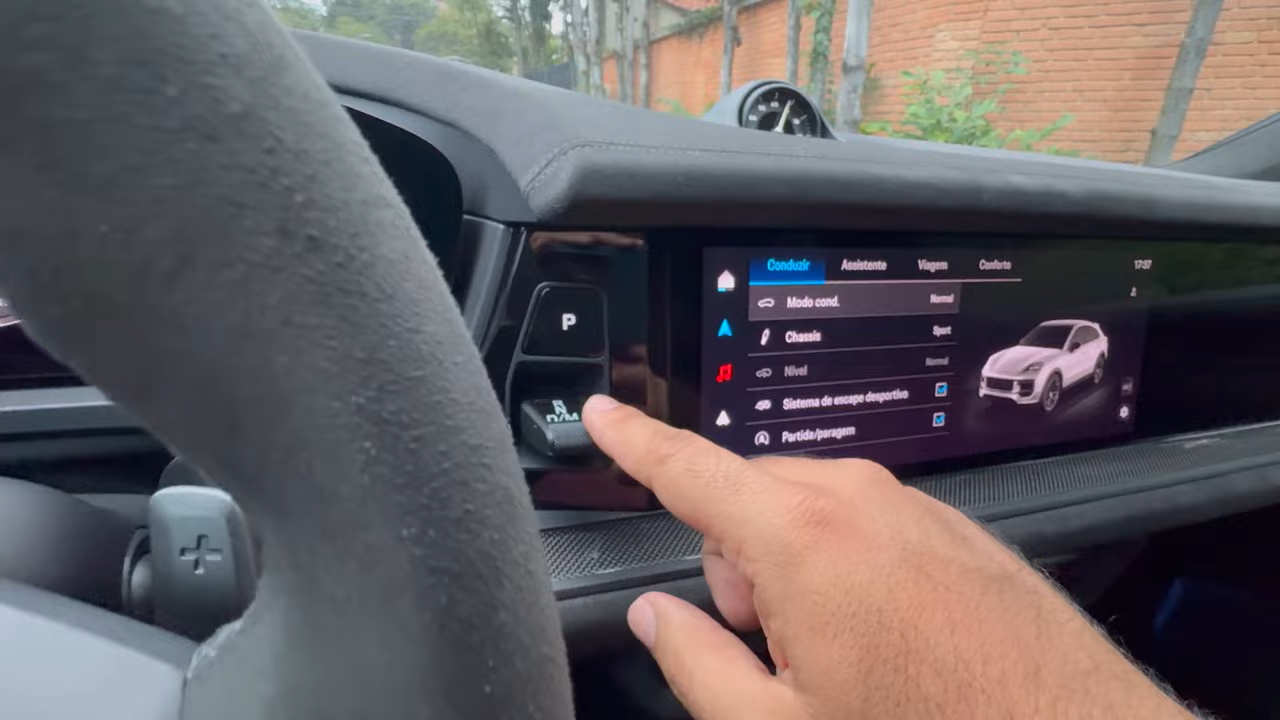 Conduzir Assistente Viagem Conforto 17:37
Modo cond. Normal
Chassis Sport
Nível Normal
Sistema de escape desportivo
Partida/paragem
P
N
D/M